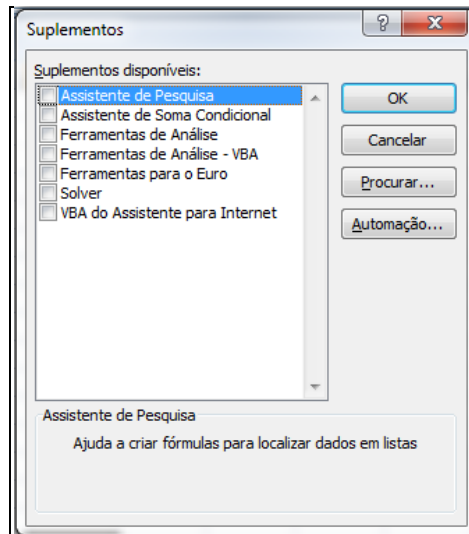 Suplementos
Suplementos disponíveis:
Assistente de Pesquisa
Assistente de Soma Condicional
Ferramentas de Análise
Ferramentas de Análise - VBA
Ferramentas para o Euro
Solver
VBA do Assistente para Internet
OK
Cancelar
Procurar...
Automação...
Assistente de Pesquisa
Ajuda a criar fórmulas para localizar dados em listas